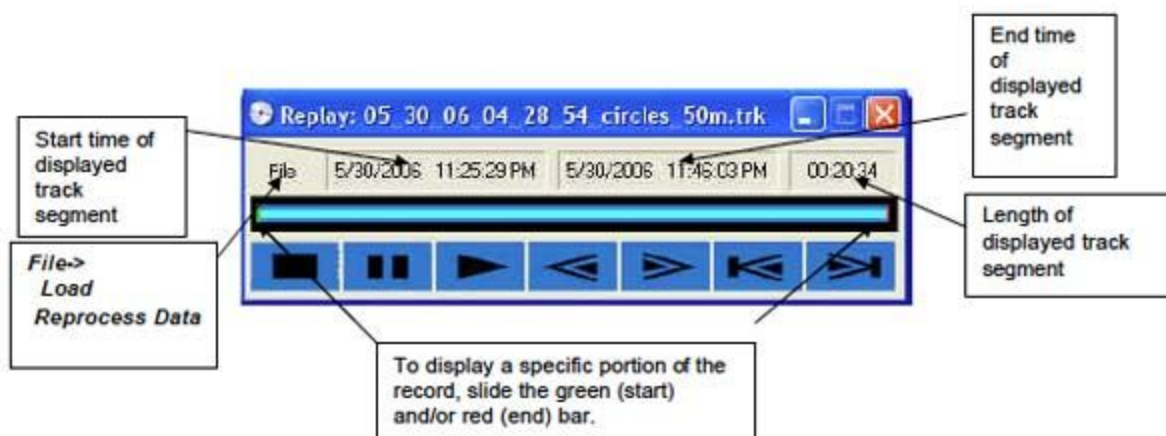 End time
of
displayed
track
segment
Replay: 05_30_06_04_28_54_circles_50m.trk
Start time of
displayed
track
segment
File 5/30/2006 11:25:29 PM 5/30/2006 11:46:03 PM 00:20:34
Length of
displayed track
segment
File->
Load
Reprocess Data
To display a specific portion of the
record, slide the green (start)
and/or red (end) bar.